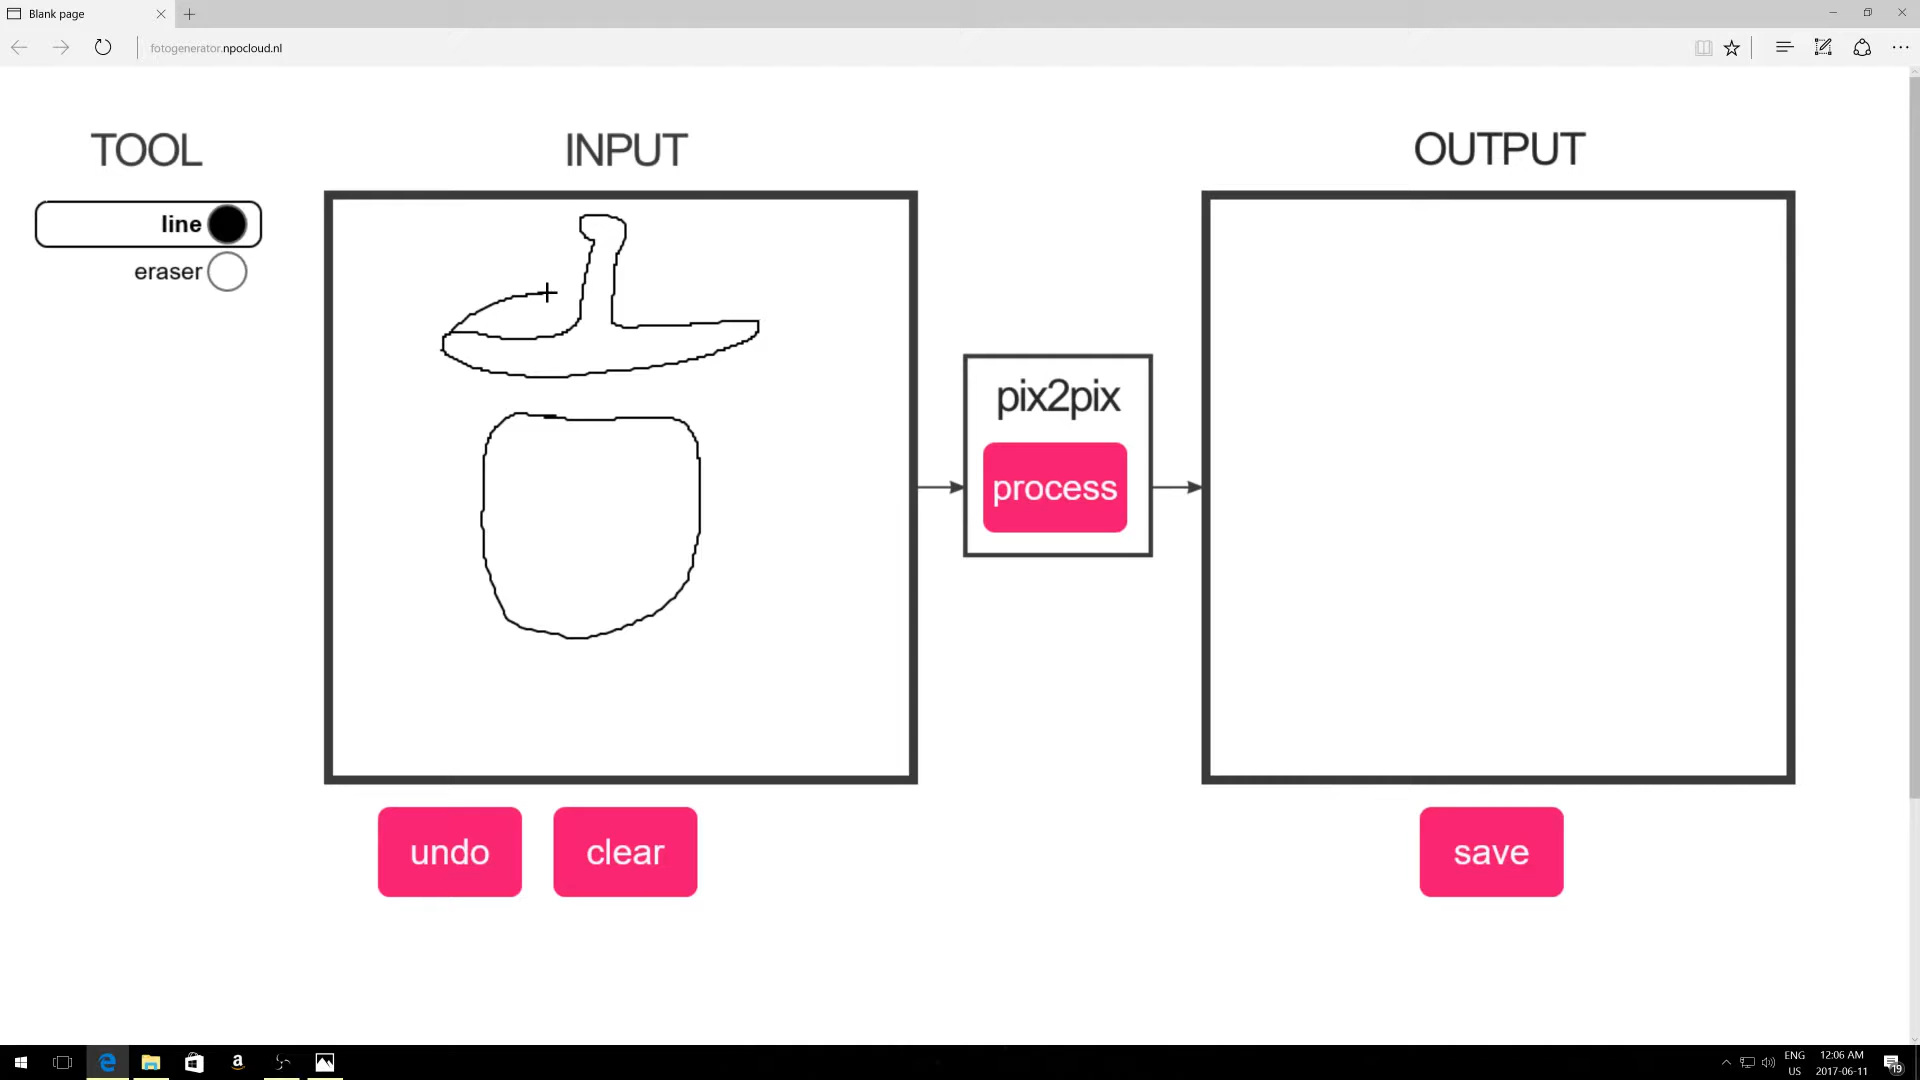 Blank page
fotogenerator.npocloud.nl
TOOL
INPUT
OUTPUT
line
eraser
pix2pix
process
undo
clear
save
ENG
US
12:06 AM
2017-06-11
19